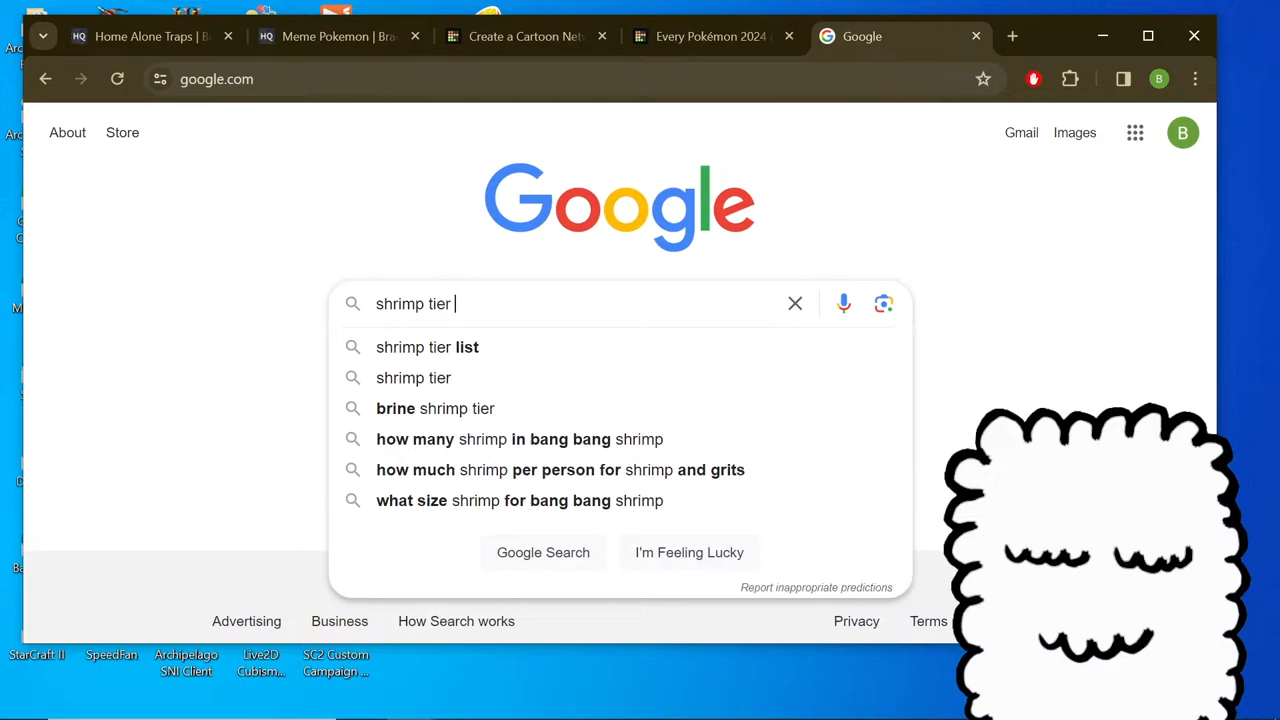 Home Alone Traps | B
Meme Pokemon | Bra
Create a Cartoon Net
Every Pokémon 2024
Google
google.com
B
About
Store
Gmail
Images
B
Google
shrimp tier
shrimp tier list
shrimp tier
brine shrimp tier
how many shrimp in bang bang shrimp
how much shrimp per person for shrimp and grits
what size shrimp for bang bang shrimp
Google Search
I'm Feeling Lucky
Report inappropriate predictions
Advertising
Business
How Search works
Privacy
Terms
StarCraft II
SpeedFan
Archipelago
SNI Client
Live2D
Cubism...
SC2 Custom
Campaign ...